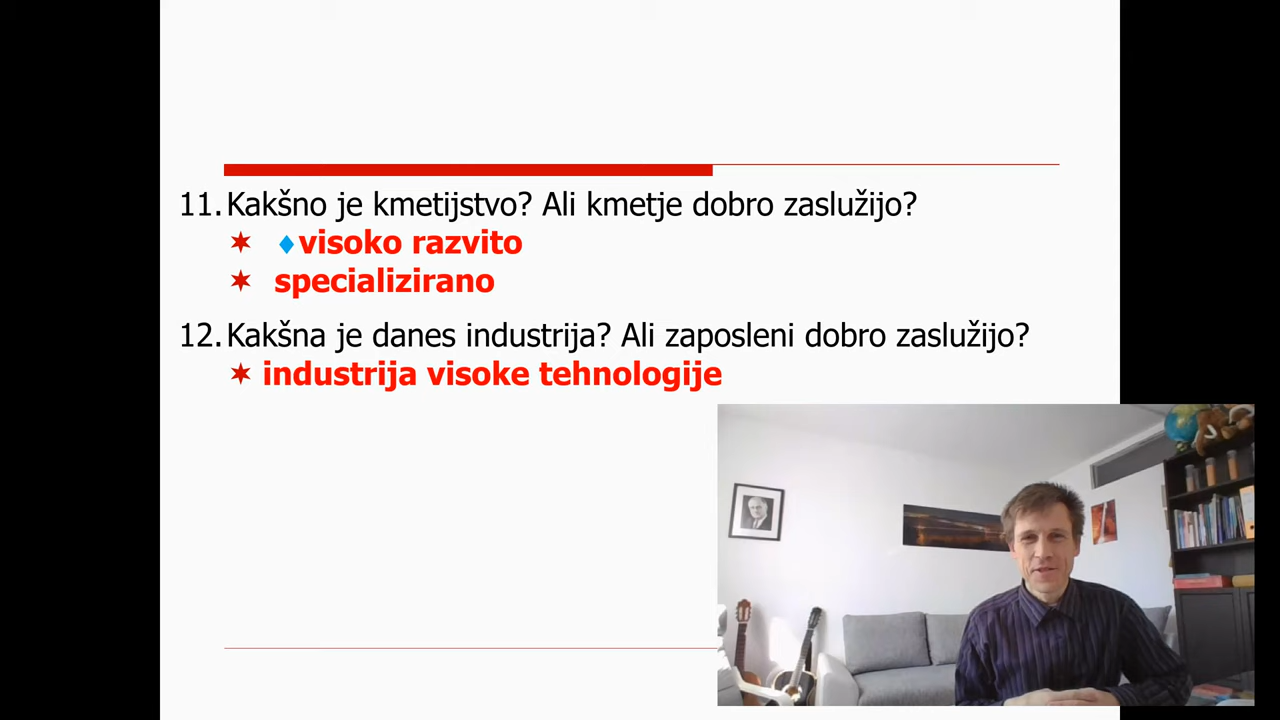 11. Kakšno je kmetijstvo? Ali kmetje dobro zaslužijo?
visoko razvito
specializirano
12. Kakšna je danes industrija? Ali zaposleni dobro zaslužijo?
industrija visoke tehnologije